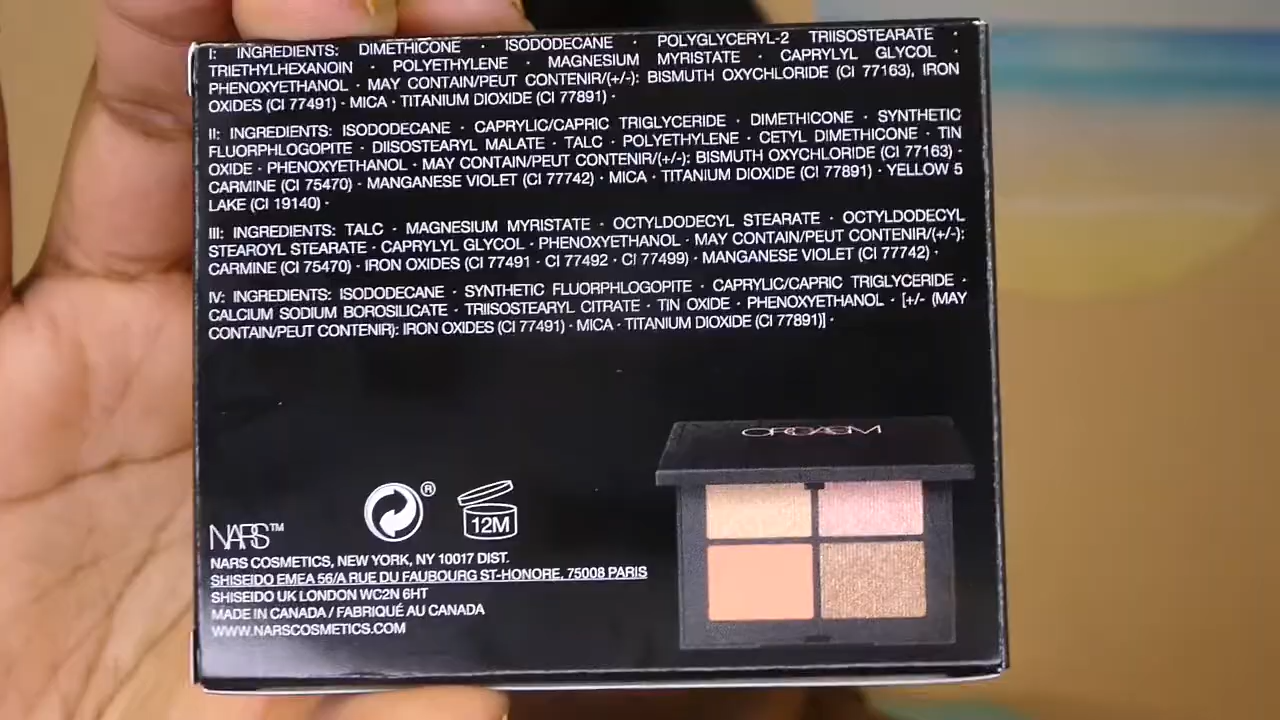 I: INGREDIENTS: DIMETHICONE · ISODODECANE · POLYGLYCERYL-2 TRIISOSTEARATE ·
TRIETHYLHEXANOIN · POLYETHYLENE · MAGNESIUM MYRISTATE · CAPRYLYL GLYCOL ·
PHENOXYETHANOL · MAY CONTAIN/PEUT CONTENIR/(+/-): BISMUTH OXYCHLORIDE (CI 77163), IRON
OXIDES (CI 77491) · MICA · TITANIUM DIOXIDE (CI 77891) ·
II: INGREDIENTS: ISODODECANE · CAPRYLIC/CAPRIC TRIGLYCERIDE · DIMETHICONE · SYNTHETIC
FLUORPHLOGOPITE · DIISOSTEARYL MALATE · TALC · POLYETHYLENE · CETYL DIMETHICONE · TIN
OXIDE · PHENOXYETHANOL · MAY CONTAIN/PEUT CONTENIR/(+/-): BISMUTH OXYCHLORIDE (CI 77163) ·
CARMINE (CI 75470) · MANGANESE VIOLET (CI 77742) · MICA · TITANIUM DIOXIDE (CI 77891) · YELLOW 5
LAKE (CI 19140) ·
III: INGREDIENTS: TALC · MAGNESIUM MYRISTATE · OCTYLDODECYL STEARATE · OCTYLDODECYL
STEAROYL STEARATE · CAPRYLYL GLYCOL · PHENOXYETHANOL · MAY CONTAIN/PEUT CONTENIR/(+/-):
CARMINE (CI 75470) · IRON OXIDES (CI 77491 · CI 77492 · CI 77499) · MANGANESE VIOLET (CI 77742) ·
IV: INGREDIENTS: ISODODECANE · SYNTHETIC FLUORPHLOGOPITE · CAPRYLIC/CAPRIC TRIGLYCERIDE ·
CALCIUM SODIUM BOROSILICATE · TRIISOSTEARYL CITRATE · TIN OXIDE · PHENOXYETHANOL · [+/- (MAY
CONTAIN/PEUT CONTENIR): IRON OXIDES (CI 77491) · MICA · TITANIUM DIOXIDE (CI 77891)] ·
ORGASM
®
12M
NARS™
NARS COSMETICS, NEW YORK, NY 10017 DIST.
SHISEIDO EMEA 56/A RUE DU FAUBOURG ST-HONORE, 75008 PARIS
SHISEIDO UK LONDON WC2N 6HT
MADE IN CANADA / FABRIQUÉ AU CANADA
WWW.NARSCOSMETICS.COM